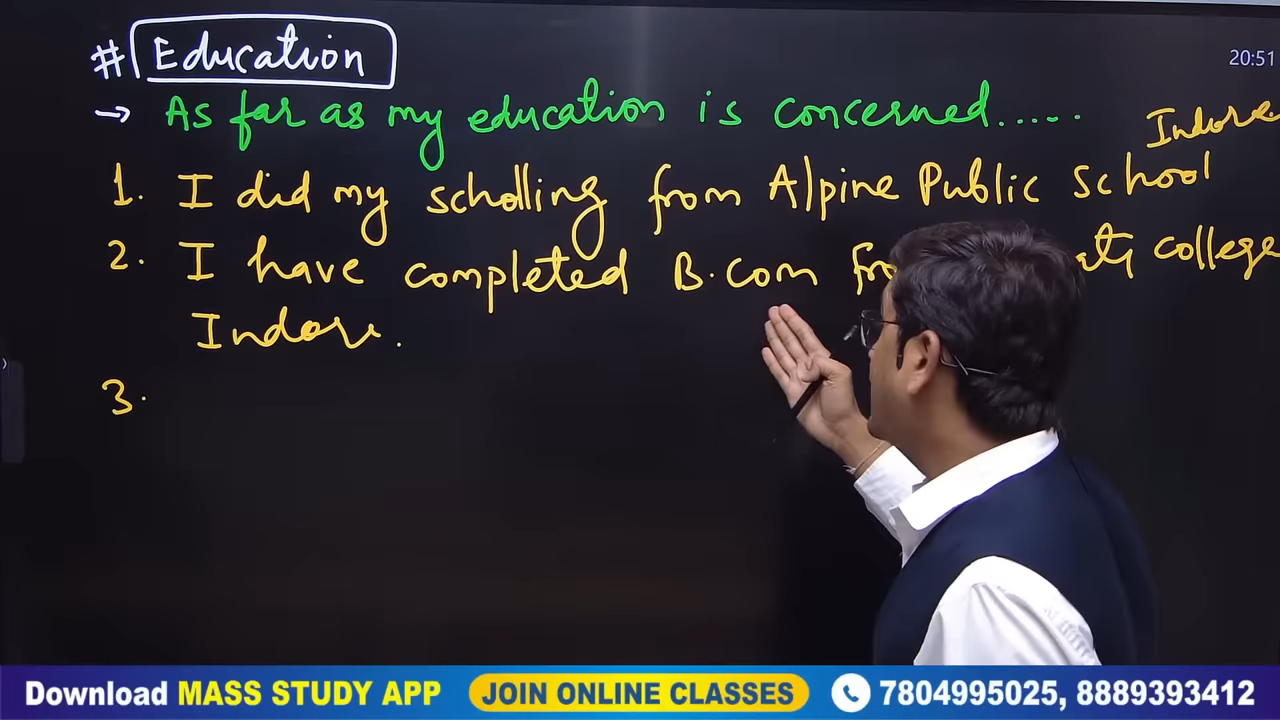 # Education
20:51
→ As far as my education is concerned.....
Indore.
1. I did my scholling from Alpine Public School
2. I have completed B.Com college
Indore.
3.
Download MASS STUDY APP JOIN ONLINE CLASSES 7804995025, 8889393412